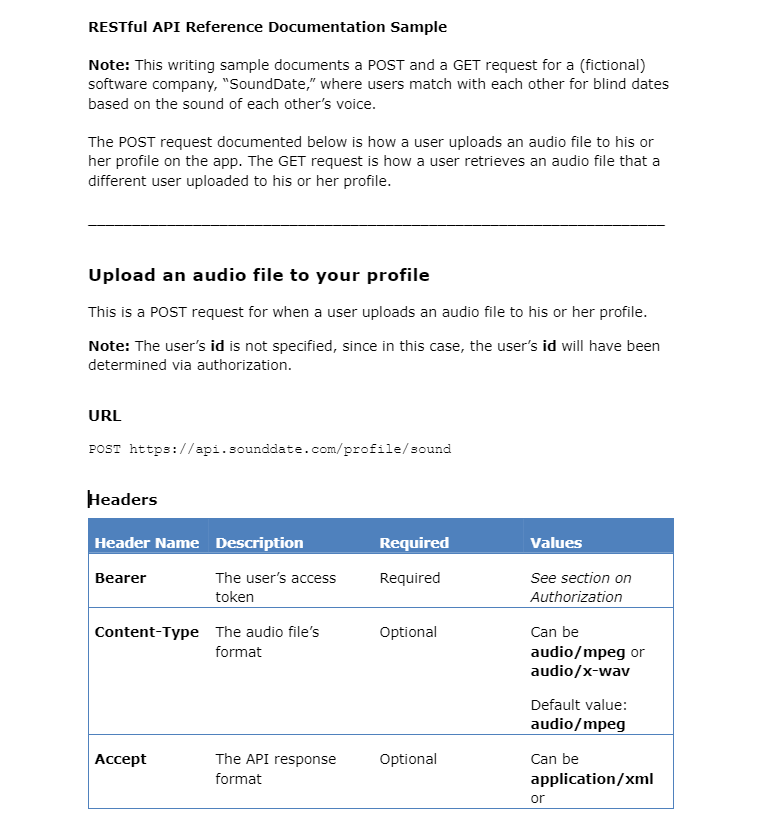 RESTful API Reference Documentation Sample
Note: This writing sample documents a POST and a GET request for a (fictional)
software company, “SoundDate,” where users match with each other for blind dates
based on the sound of each other’s voice.
The POST request documented below is how a user uploads an audio file to his or
her profile on the app. The GET request is how a user retrieves an audio file that a
different user uploaded to his or her profile.
Upload an audio file to your profile
This is a POST request for when a user uploads an audio file to his or her profile.
Note: The user’s id is not specified, since in this case, the user’s id will have been
determined via authorization.
URL
POST https://api.sounddate.com/profile/sound
Headers
Header Name Description Required Values
Bearer The user’s access Required See section on
token Authorization
Content-Type The audio file’s Optional Can be
format audio/mpeg or
audio/x-wav
Default value:
audio/mpeg
Accept The API response Optional Can be
format application/xml
or